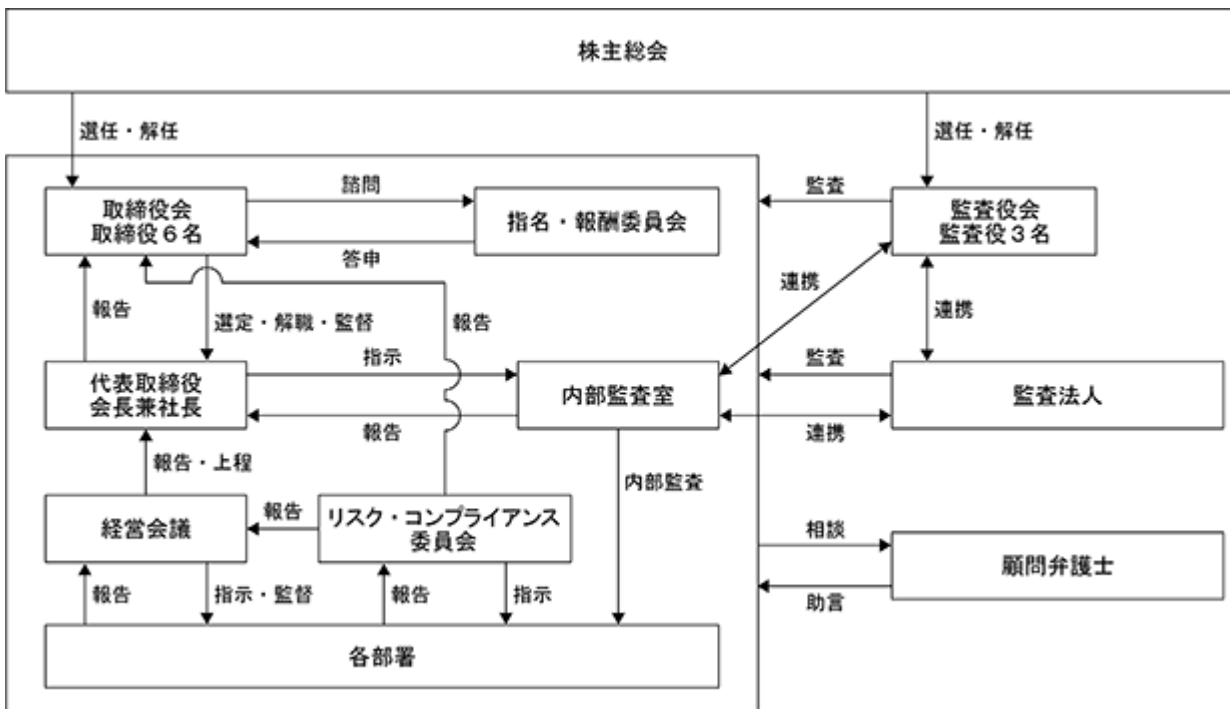 株主総会
選任・解任
選任・解任
取締役会
取締役6名
諮問
答申
指名・報酬委員会
監査
監査役会
監査役3名
報告
選定・解職・監督
報告
連携
連携
代表取締役
会長兼社長
指示
報告
内部監査室
監査
連携
監査法人
報告・上程
内部監査
経営会議
報告
リスク・コンプライアンス
委員会
相談
助言
顧問弁護士
報告
指示・監督
報告
指示
各部署